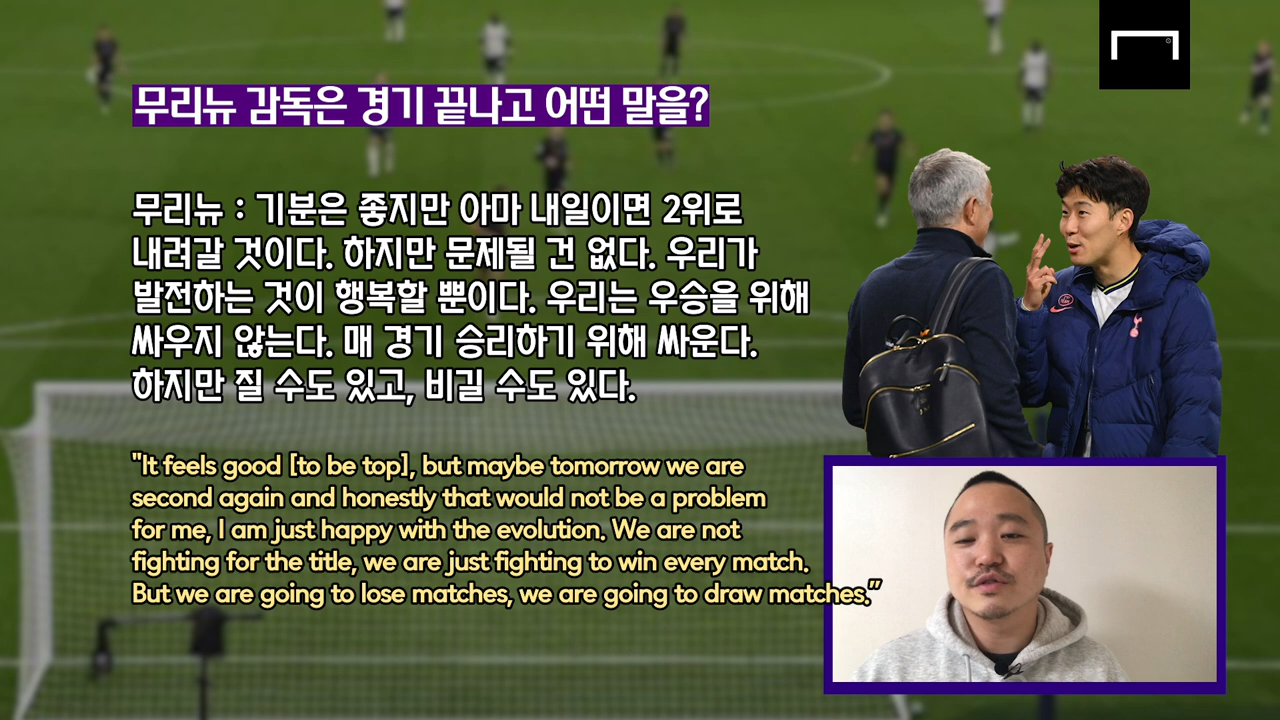 무리뉴 감독은 경기 끝나고 어떤 말을?
무리뉴 : 기분은 좋지만 아마 내일이면 2위로
내려갈 것이다. 하지만 문제될 건 없다. 우리가
발전하는 것이 행복할 뿐이다. 우리는 우승을 위해
싸우지 않는다. 매 경기 승리하기 위해 싸운다.
하지만 질 수도 있고, 비길 수도 있다.
"It feels good [to be top], but maybe tomorrow we are
second again and honestly that would not be a problem
for me, I am just happy with the evolution. We are not
fighting for the title, we are just fighting to win every match.
But we are going to lose matches, we are going to draw matches.”